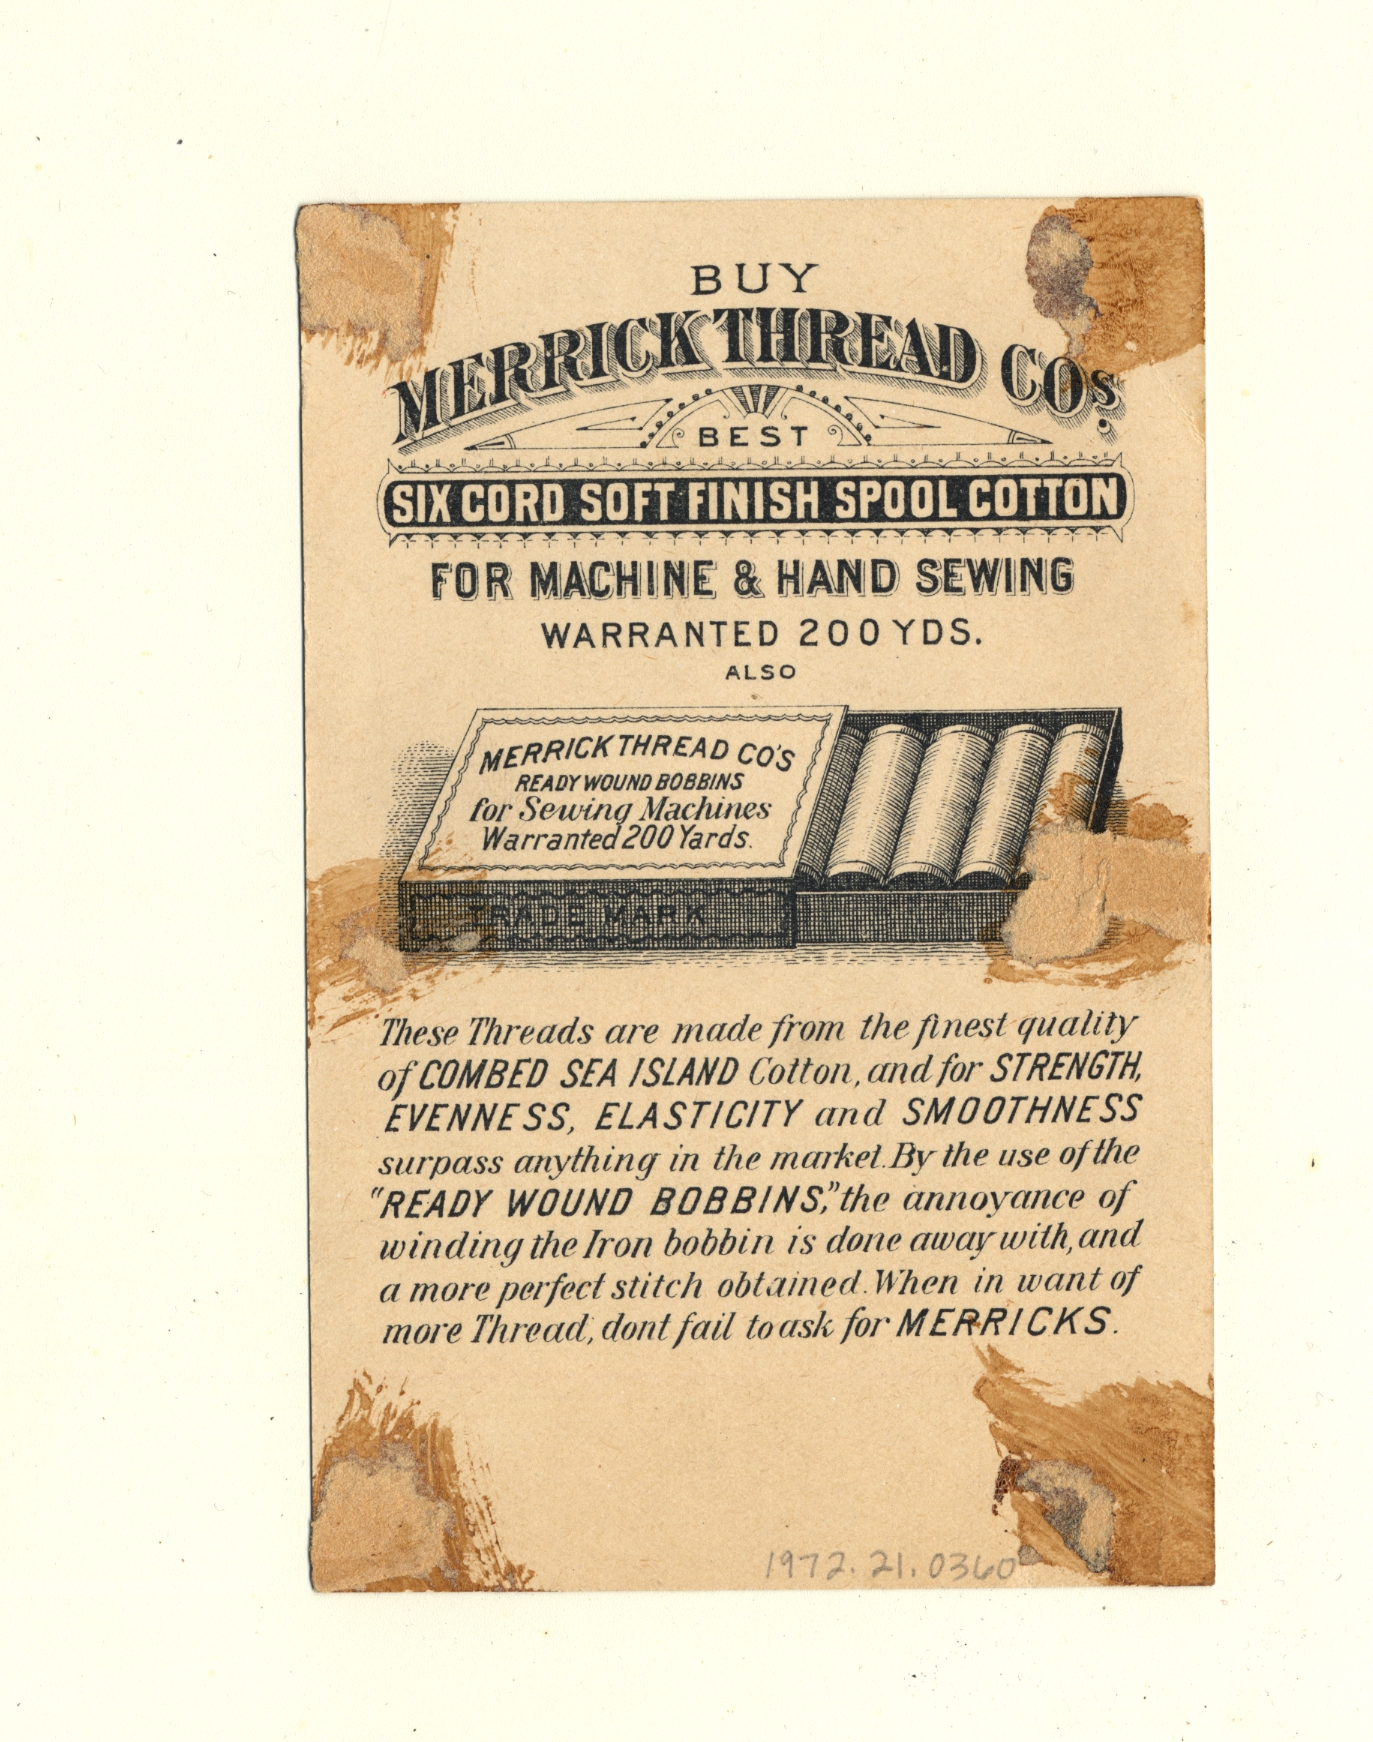 BUY
MERRICK THREAD COs.
BEST
SIX CORD SOFT FINISH SPOOL COTTON
FOR MACHINE & HAND SEWING
WARRANTED 200 YDS.
ALSO
MERRICK THREAD CO'S
READY WOUND BOBBINS
for Sewing Machines
Warranted 200 Yards.
TRADE MARK
These Threads are made from the finest quality
of COMBED SEA ISLAND Cotton, and for STRENGTH,
EVENNESS, ELASTICITY and SMOOTHNESS
surpass anything in the market. By the use of the
"READY WOUND BOBBINS," the annoyance of
winding the Iron bobbin is done away with, and
a more perfect stitch obtained. When in want of
more Thread, dont fail to ask for MERRICKS.
1972.21.0360